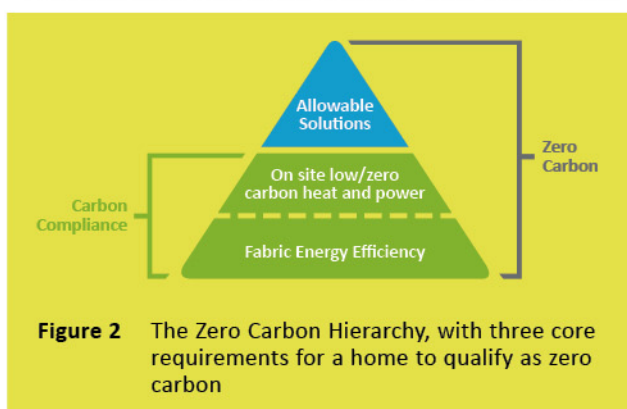 Allowable
Solutions
Zero
Carbon
On site low/zero
carbon heat and power
Carbon
Compliance
Fabric Energy Efficiency
Figure 2 The Zero Carbon Hierarchy, with three core
requirements for a home to qualify as zero
carbon